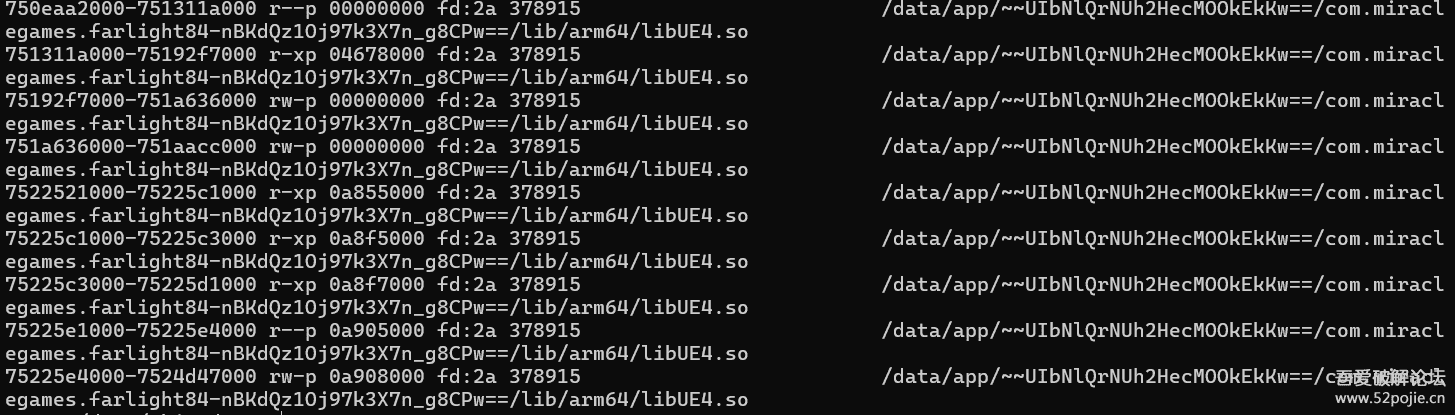 750eaa2000-751311a000 r--p 00000000 fd:2a 378915 /data/app/~~UIbNlQrNUh2HecMOOkEkKw==/com.miracl
egames.farlight84-nBKdQz1Oj97k3X7n_g8CPw==/lib/arm64/libUE4.so
751311a000-75192f7000 r-xp 04678000 fd:2a 378915 /data/app/~~UIbNlQrNUh2HecMOOkEkKw==/com.miracl
egames.farlight84-nBKdQz1Oj97k3X7n_g8CPw==/lib/arm64/libUE4.so
75192f7000-751a636000 rw-p 00000000 fd:2a 378915 /data/app/~~UIbNlQrNUh2HecMOOkEkKw==/com.miracl
egames.farlight84-nBKdQz1Oj97k3X7n_g8CPw==/lib/arm64/libUE4.so
751a636000-751aacc000 rw-p 00000000 fd:2a 378915 /data/app/~~UIbNlQrNUh2HecMOOkEkKw==/com.miracl
egames.farlight84-nBKdQz1Oj97k3X7n_g8CPw==/lib/arm64/libUE4.so
7522521000-75225c1000 r-xp 0a855000 fd:2a 378915 /data/app/~~UIbNlQrNUh2HecMOOkEkKw==/com.miracl
egames.farlight84-nBKdQz1Oj97k3X7n_g8CPw==/lib/arm64/libUE4.so
75225c1000-75225c3000 r-xp 0a8f5000 fd:2a 378915 /data/app/~~UIbNlQrNUh2HecMOOkEkKw==/com.miracl
egames.farlight84-nBKdQz1Oj97k3X7n_g8CPw==/lib/arm64/libUE4.so
75225c3000-75225d1000 r-xp 0a8f7000 fd:2a 378915 /data/app/~~UIbNlQrNUh2HecMOOkEkKw==/com.miracl
egames.farlight84-nBKdQz1Oj97k3X7n_g8CPw==/lib/arm64/libUE4.so
75225e1000-75225e4000 r--p 0a905000 fd:2a 378915 /data/app/~~UIbNlQrNUh2HecMOOkEkKw==/com.miracl
egames.farlight84-nBKdQz1Oj97k3X7n_g8CPw==/lib/arm64/libUE4.so
75225e4000-7524d47000 rw-p 0a908000 fd:2a 378915 /data/app/~~UIbNlQrNUh2HecMOOkEkKw==/com.miracl
吾爱破解论坛
egames.farlight84-nBKdQz1Oj97k3X7n_g8CPw==/lib/arm64/libUE4.so
www.52pojie.cn